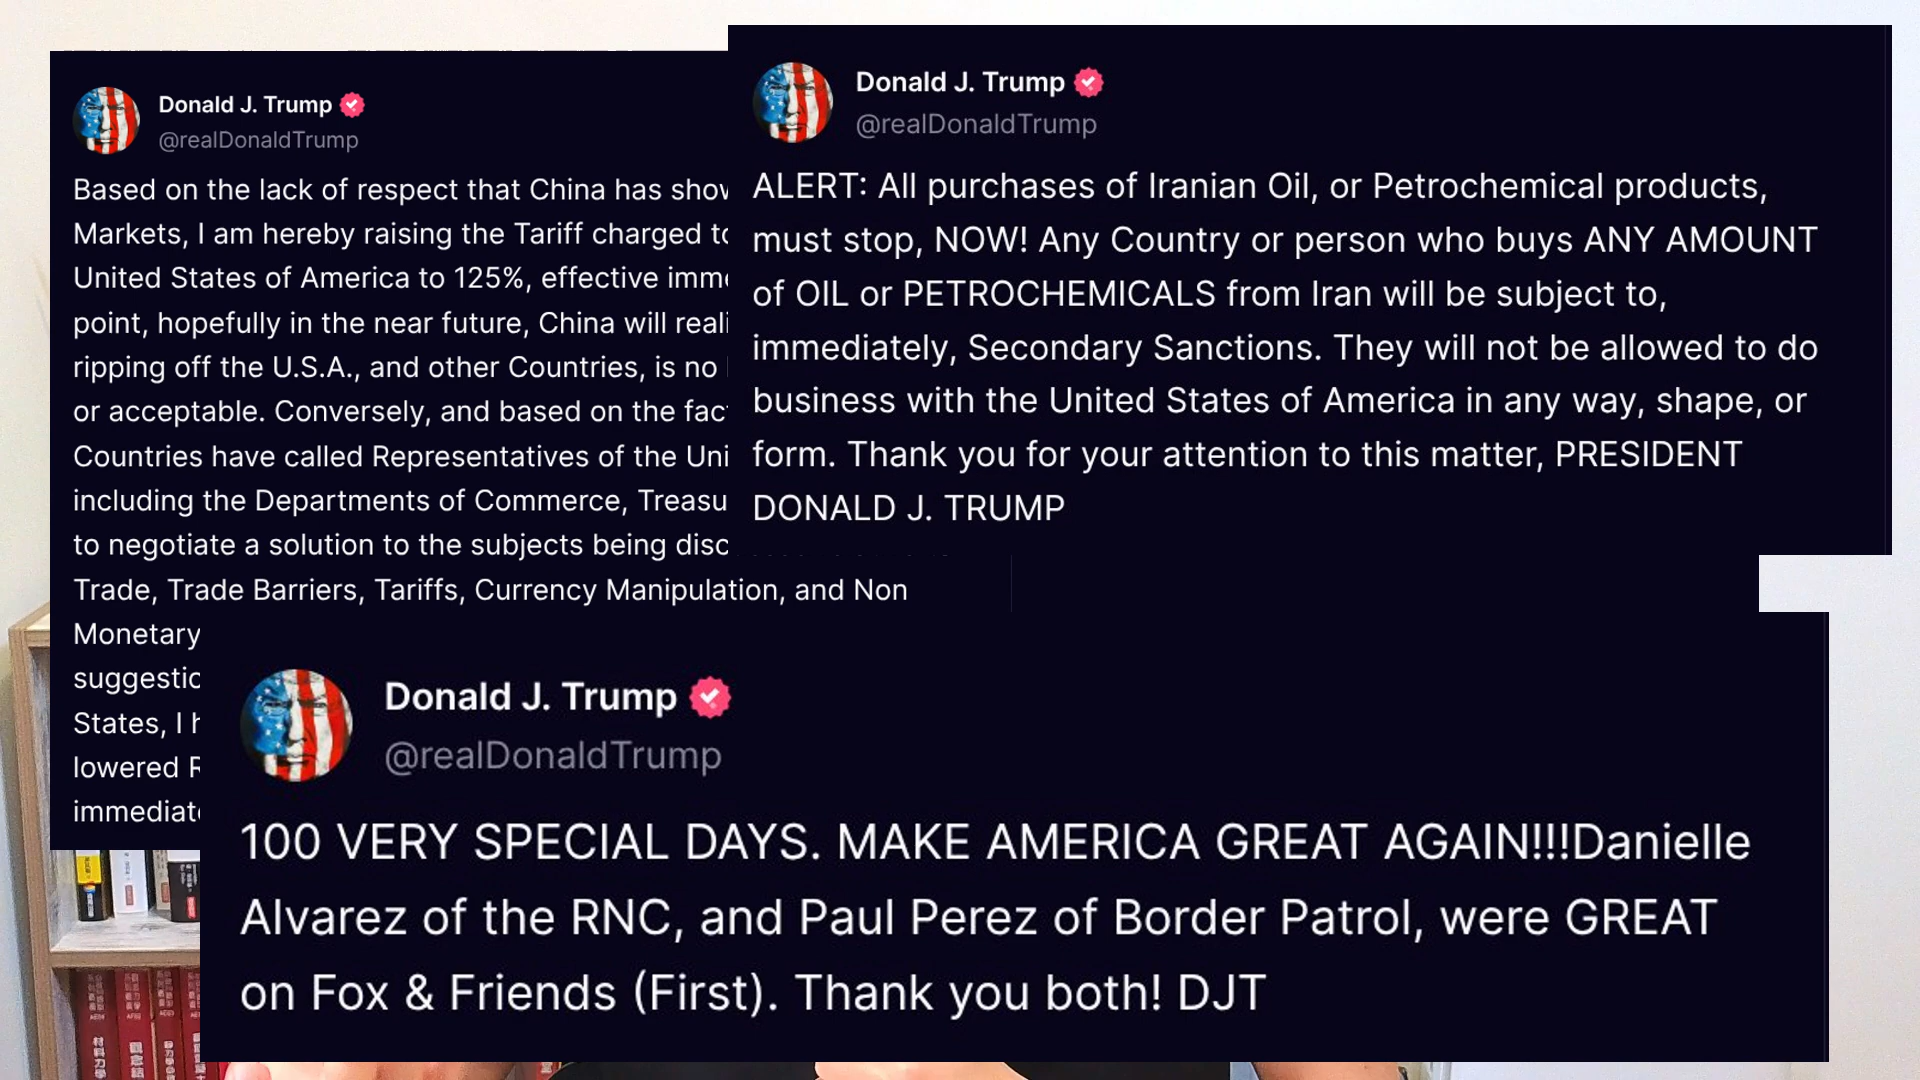 Donald J. Trump
@realDonaldTrump
Based on the lack of respect that China has
Markets, I am hereby raising the Tariff charged
United States of America to 125%, effective
point, hopefully in the near future, China will
ripping off the U.S.A., and other Countries, is no
or acceptable. Conversely, and based on the
Countries have called Representatives of the
including the Departments of Commerce,
to negotiate a solution to the subjects being
Trade, Trade Barriers, Tariffs, Currency Manipulation, and Non
Monetary
States, I
lowered
Donald J. Trump
@realDonaldTrump
ALERT: All purchases of Iranian Oil, or Petrochemical products,
must stop, NOW! Any Country or person who buys ANY AMOUNT
of OIL or PETROCHEMICALS from Iran will be subject to,
immediately, Secondary Sanctions. They will not be allowed to do
business with the United States of America in any way, shape, or
form. Thank you for your attention to this matter, PRESIDENT
DONALD J. TRUMP
Donald J. Trump
@realDonaldTrump
100 VERY SPECIAL DAYS. MAKE AMERICA GREAT AGAIN!!!Danielle
Alvarez of the RNC, and Paul Perez of Border Patrol, were GREAT
on Fox & Friends (First). Thank you both! DJT
材料力學